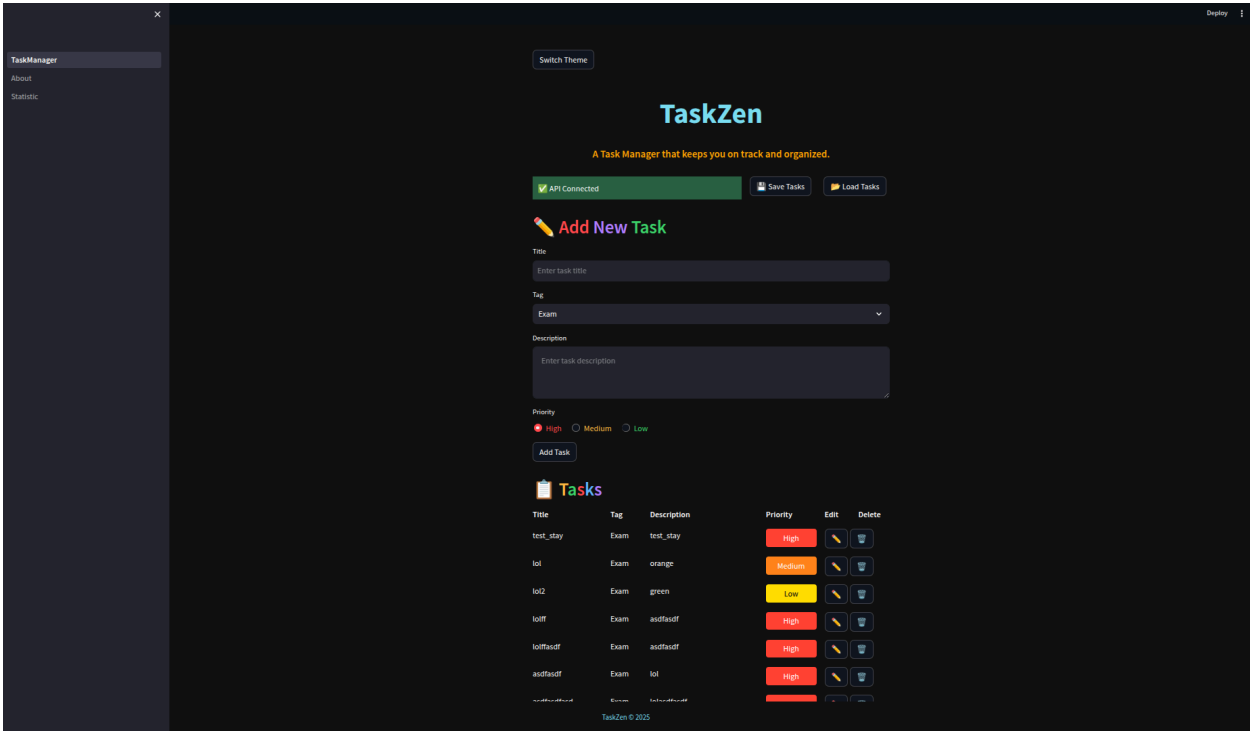 Deploy
TaskManager
About
Statistic
Switch Theme
TaskZen
A Task Manager that keeps you on track and organized.
API Connected
Save Tasks
Load Tasks
Add New Task
Title
Enter task title
Tag
Exam
Description
Enter task description
Priority
High Medium Low
Add Task
Tasks
Title Tag Description Priority Edit Delete
test_stay Exam test_stay High
lol Exam orange Medium
lol2 Exam green Low
lolff Exam asdfasdf High
lolffasdf Exam asdfasdf High
asdfasdf Exam lol High
TaskZen © 2025